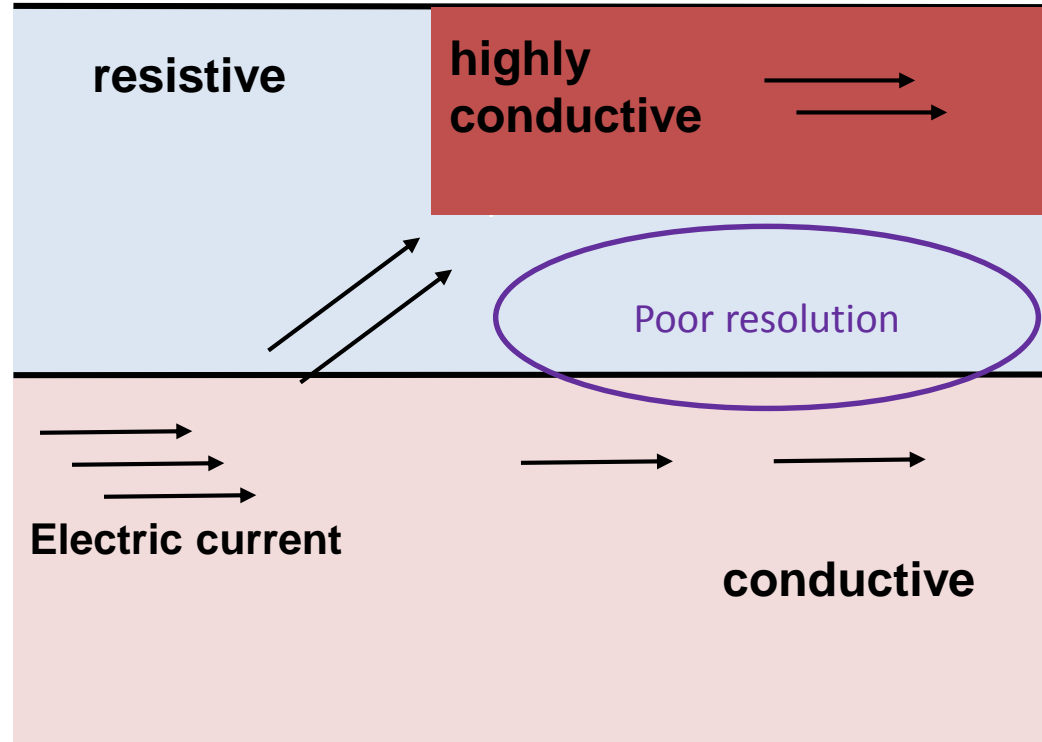 resistive
highly
conductive
Poor resolution
Electric current
conductive